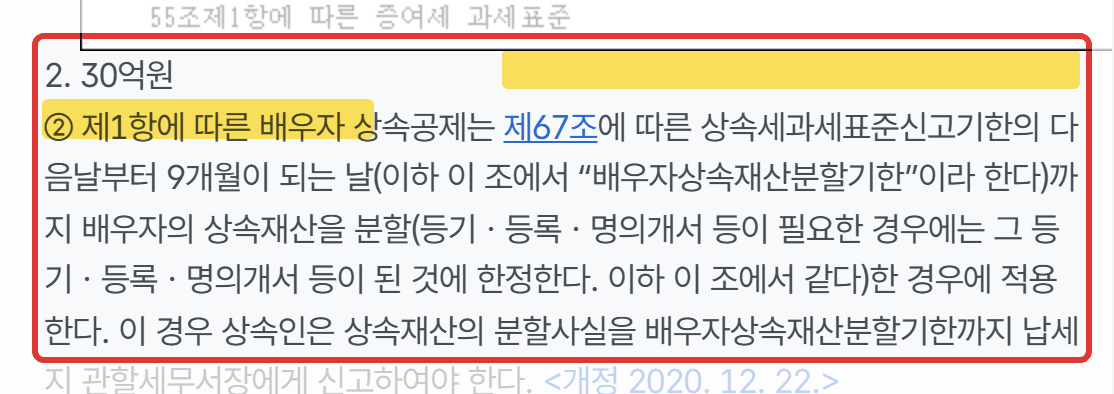 55조제1항에 따른 증여세 과세표준
2. 30억원
② 제1항에 따른 배우자 상속공제는 제67조에 따른 상속세과세표준신고기한의 다
음날부터 9개월이 되는 날(이하 이 조에서 “배우자상속재산분할기한”이라 한다)까
지 배우자의 상속재산을 분할(등기ㆍ등록ㆍ명의개서 등이 필요한 경우에는 그 등
기ㆍ등록ㆍ명의개서 등이 된 것에 한정한다. 이하 이 조에서 같다)한 경우에 적용
한다. 이 경우 상속인은 상속재산의 분할사실을 배우자상속재산분할기한까지 납세
지 관할세무서장에게 신고하여야 한다. <개정 2020. 12. 22.>